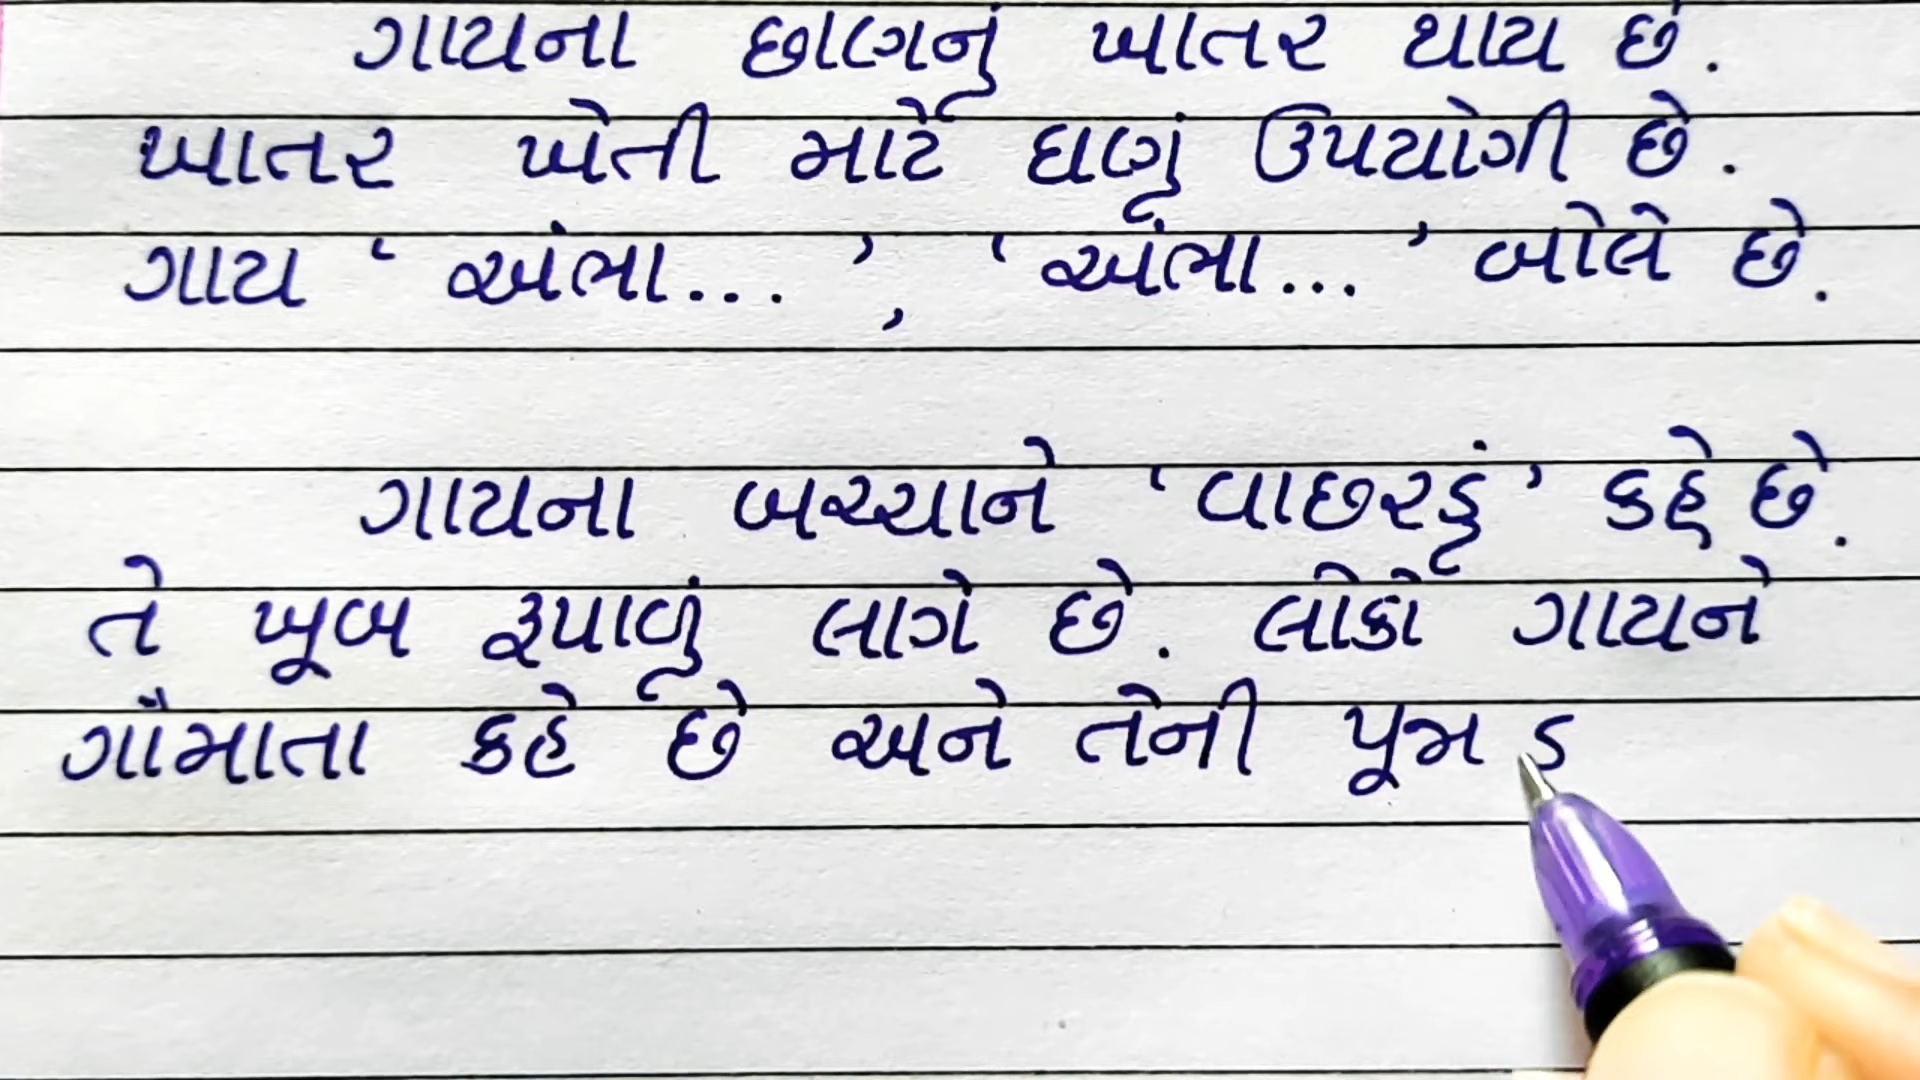 ગાયના છાણનું ખાતર થાય છે.
ખાતર ખેતી માટે ઘણું ઉપયોગી છે.
ગાય ‘અંભા...’, ‘અંભા...’ બોલે છે.
ગાયના બચ્ચાને ‘વાછરડું’ કહે છે.
તે ખૂબ રૂપાળું લાગે છે. લોકો ગાયને
ગૌમાતા કહે છે અને તેની પૂજા